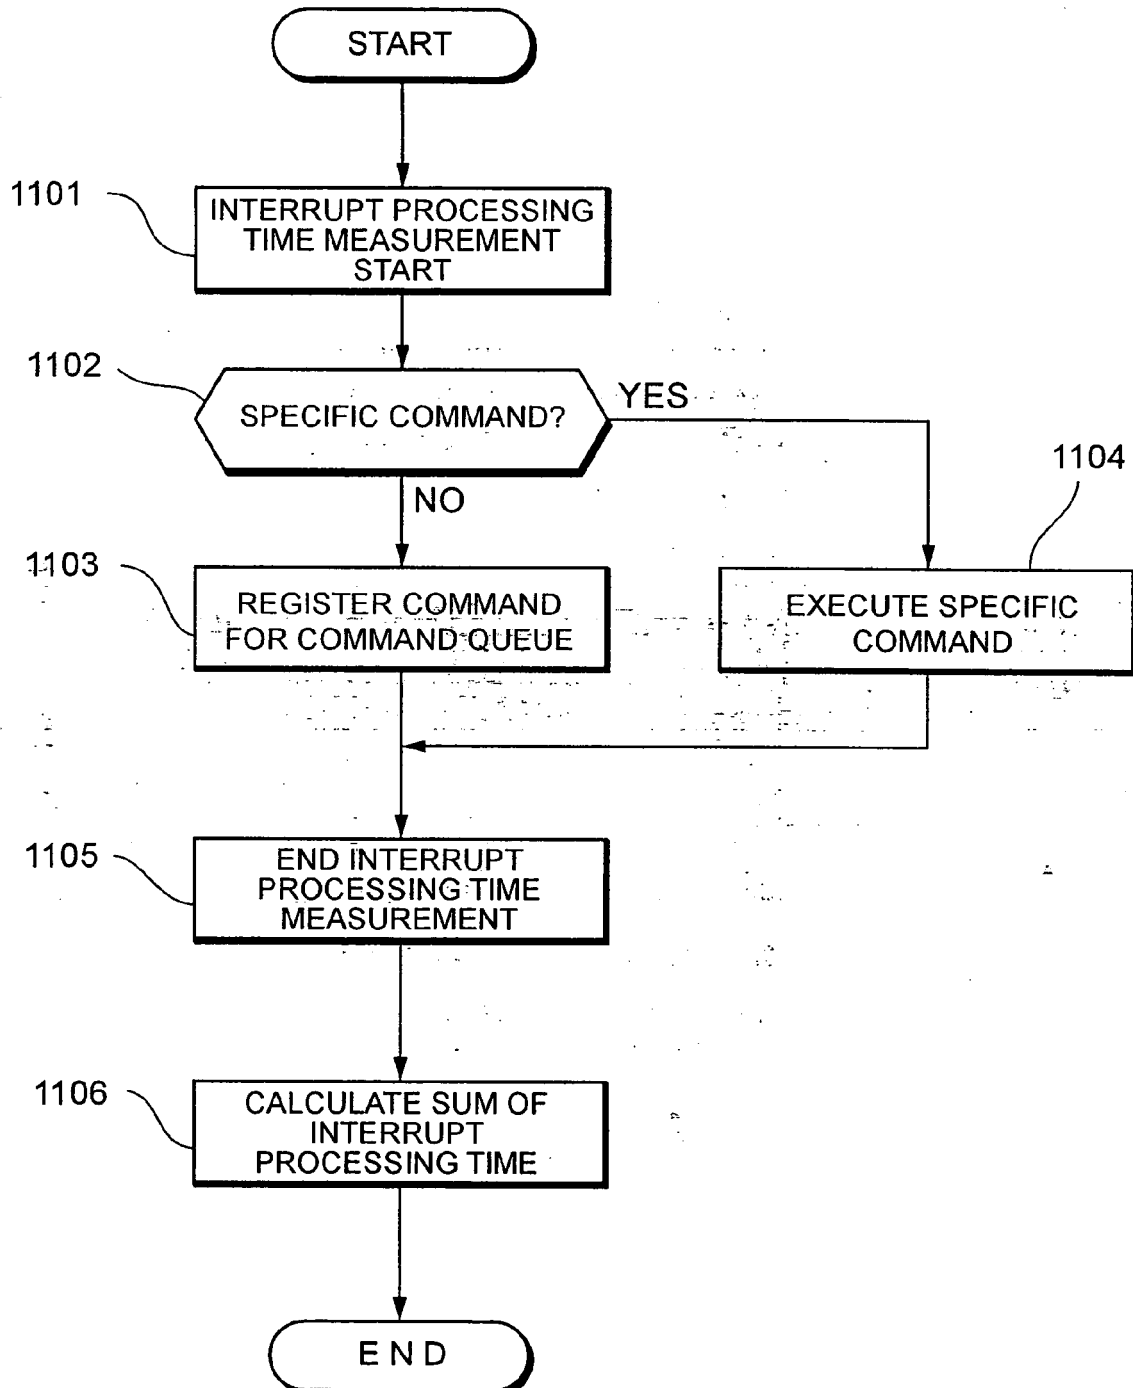 START
1101
INTERRUPT PROCESSING
TIME MEASUREMENT
START
1102
SPECIFIC COMMAND?
YES
NO
1104
1103
REGISTER COMMAND
FOR COMMAND QUEUE
EXECUTE SPECIFIC
COMMAND
1105
END INTERRUPT
PROCESSING TIME
MEASUREMENT
1106
CALCULATE SUM OF
INTERRUPT
PROCESSING TIME
END